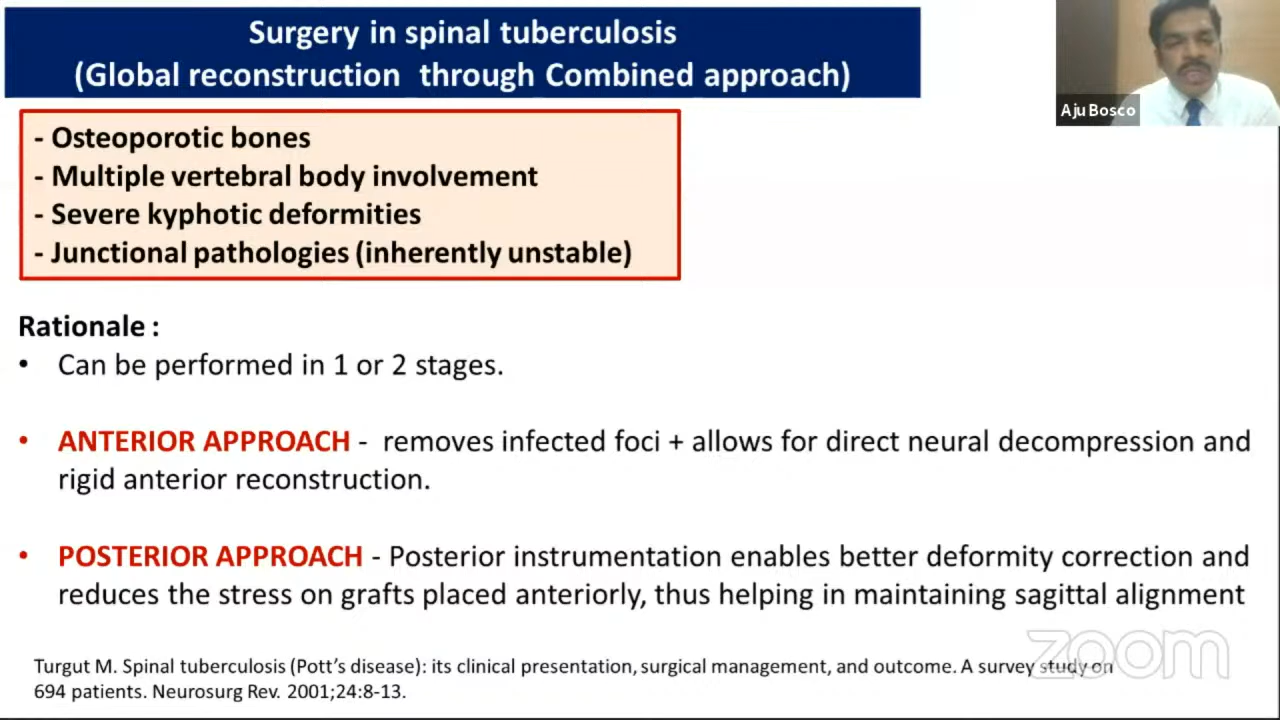 Surgery in spinal tuberculosis
(Global reconstruction through Combined approach)
Aju Bosco
- Osteoporotic bones
- Multiple vertebral body involvement
- Severe kyphotic deformities
- Junctional pathologies (inherently unstable)
Rationale :
• Can be performed in 1 or 2 stages.
• ANTERIOR APPROACH - removes infected foci + allows for direct neural decompression and
rigid anterior reconstruction.
• POSTERIOR APPROACH - Posterior instrumentation enables better deformity correction and
reduces the stress on grafts placed anteriorly, thus helping in maintaining sagittal alignment
zoom
Turgut M. Spinal tuberculosis (Pott's disease): its clinical presentation, surgical management, and outcome. A survey study on
694 patients. Neurosurg Rev. 2001;24:8-13.